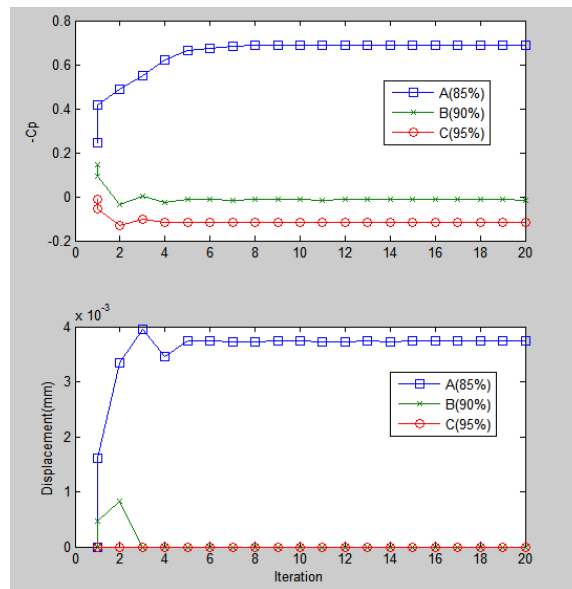 0.8
0.6
0.4
0.2
0
-0.2
-Cp
A(85%)
B(90%)
C(95%)
0 2 4 6 8 10 12 14 16 18 20
x 10^-3
4
3
2
1
0
Displacement(mm)
A(85%)
B(90%)
C(95%)
0 2 4 6 8 10 12 14 16 18 20
Iteration